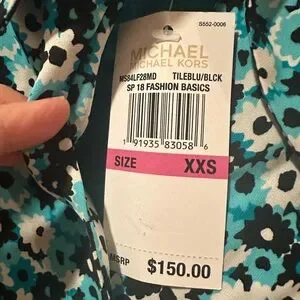 S552-0006
MICHAEL
MICHAEL KORS
MS84LF28MD TILEBLU/BLCK
SP 18 FASHION BASICS
1 91935 83058 6
SIZE XXS
MSRP $150.00